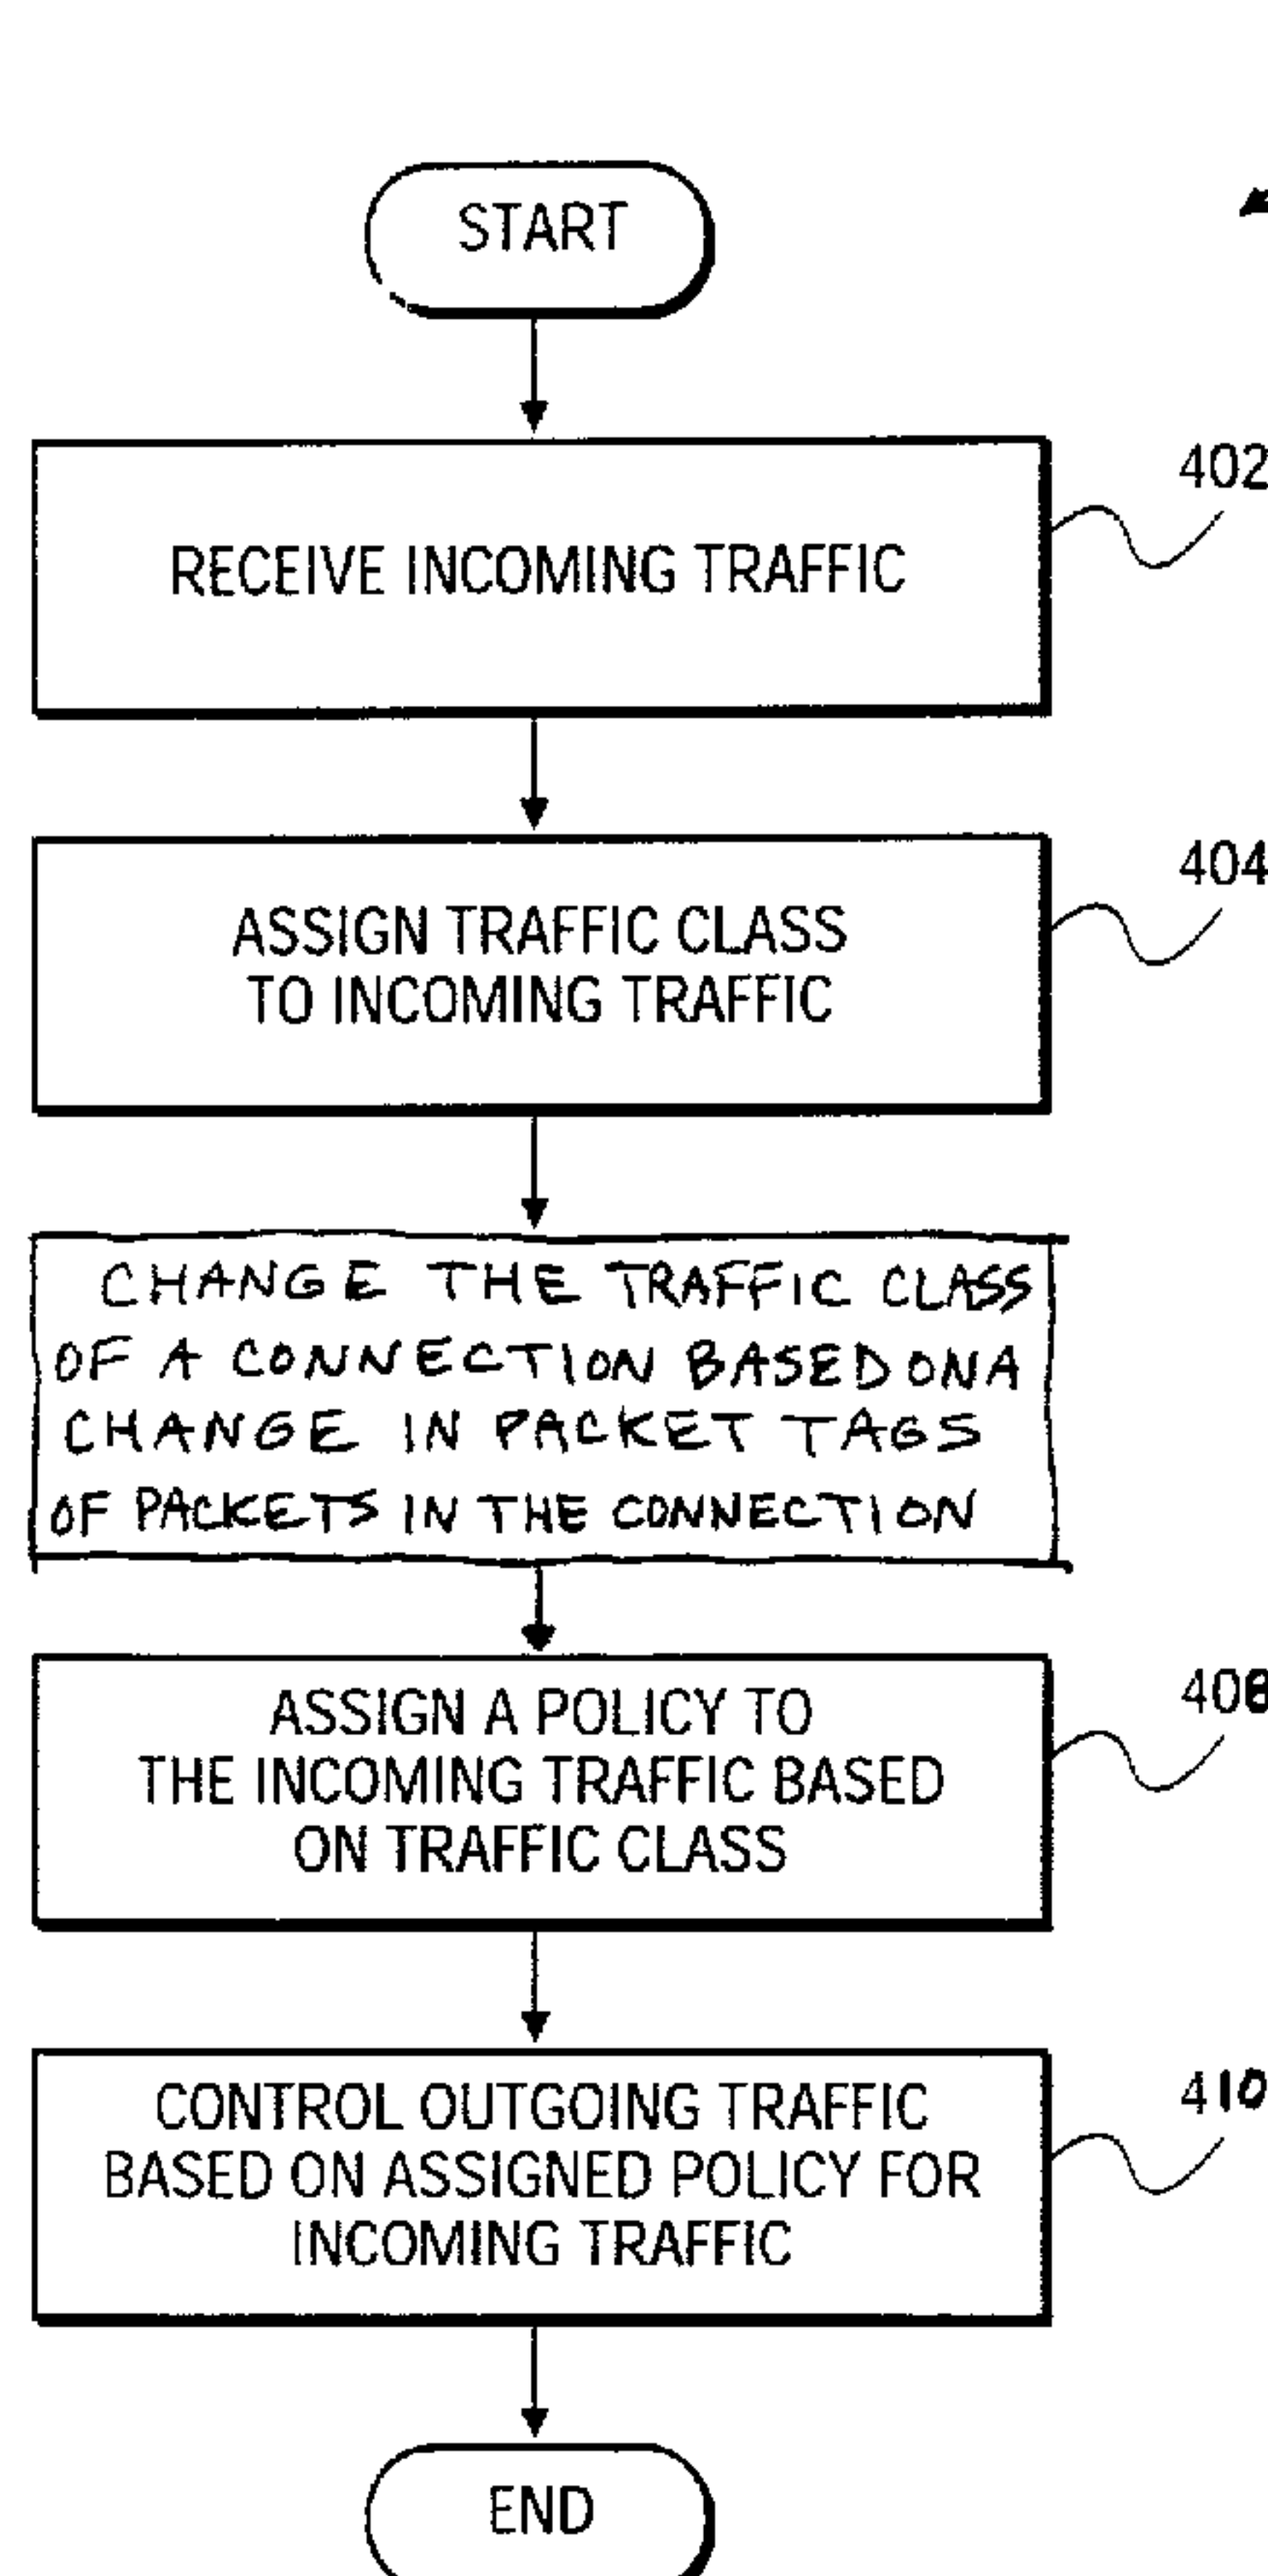 START
402
RECEIVE INCOMING TRAFFIC
404
ASSIGN TRAFFIC CLASS
TO INCOMING TRAFFIC
CHANGE THE TRAFFIC CLASS
OF A CONNECTION BASED ON A
CHANGE IN PACKET TAGS
OF PACKETS IN THE CONNECTION
ASSIGN A POLICY TO
THE INCOMING TRAFFIC BASED
ON TRAFFIC CLASS
410
CONTROL OUTGOING TRAFFIC
BASED ON ASSIGNED POLICY FOR
INCOMING TRAFFIC
END